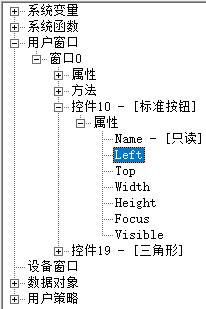 系统变量
系统函数
用户窗口
窗口0
属性
方法
控件10 - [标准按钮]
属性
Name - [只读]
Left
Top
Width
Height
Focus
Visible
控件19 - [三角形]
设备窗口
数据对象
用户策略